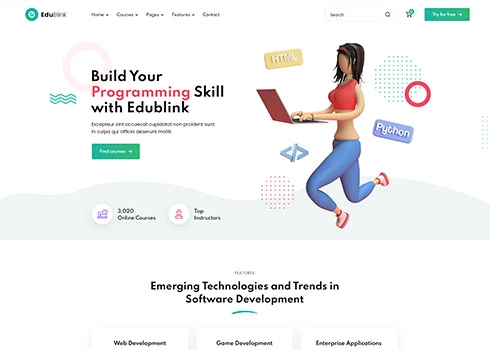 EduBlink
Home
Courses
Pages
Features
Contact
Search
0
Try for free →
Build Your
Programming Skill
with Edublink
Excepteur sint occaecat cupidatat non proident sunt
in culpa qui officia deserunt mollit.
Find courses →
HTML
</>
Python
3,020
Online Courses
Top
Instructors
FEATURES
Emerging Technologies and Trends in
Software Development
Web Development
Game Development
Enterprise Applications